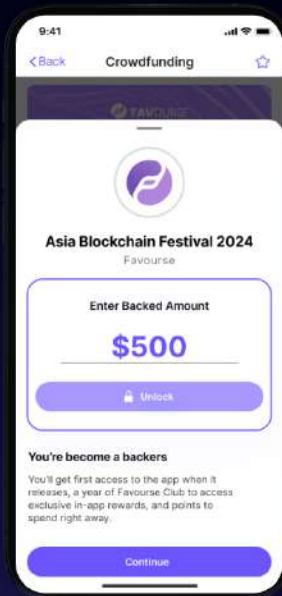 9:41
Back
Crowdfunding
FAVOURSE
Asia Blockchain Festival 2024
Favourse
Enter Backed Amount
$500
Unlock
You're become a backers
You'll get first access to the app when it
releases, a year of Favourse Club to access
exclusive in-app rewards, and points to
spend right away.
Continue